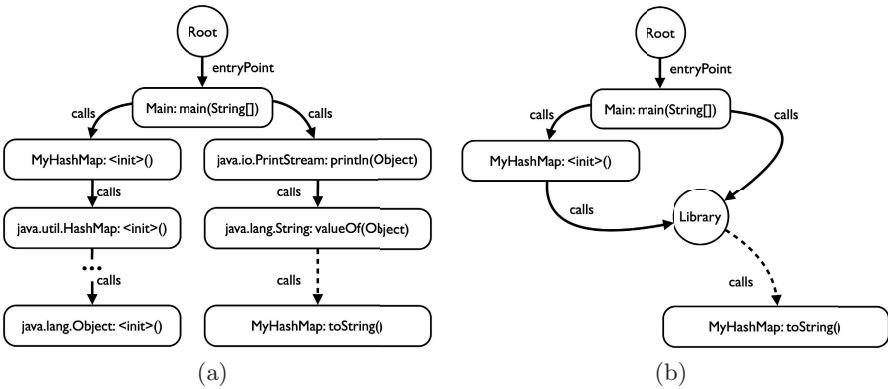 Root
entryPoint
Main: main(String[])
calls
calls
MyHashMap: <init>()
java.io.PrintStream: println(Object)
calls
calls
java.util.HashMap: <init>()
java.lang.String: valueOf(Object)
...
calls
calls
java.lang.Object: <init>()
MyHashMap: toString()
(a)
Root
entryPoint
Main: main(String[])
calls
calls
MyHashMap: <init>()
calls
Library
calls
MyHashMap: toString()
(b)